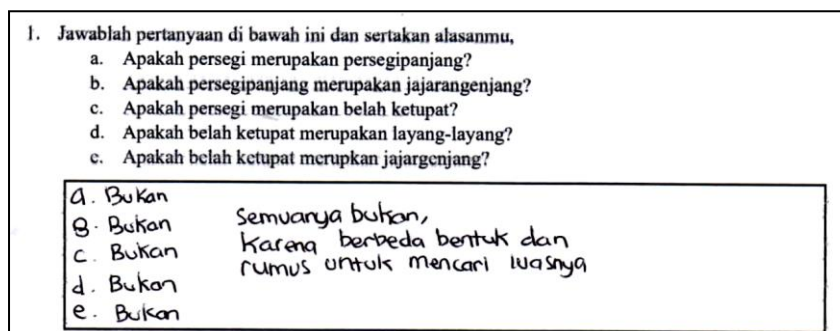 1. Jawablah pertanyaan di bawah ini dan sertakan alasanmu,
a. Apakah persegi merupakan persegipanjang?
b. Apakah persegipanjang merupakan jajarangenjang?
c. Apakah persegi merupakan belah ketupat?
d. Apakah belah ketupat merupakan layang-layang?
e. Apakah belah ketupat merupkan jajargenjang?
a. Bukan
B. Bukan
c. Bukan
d. Bukan
e. Bukan
Semuanya bukan,
Karena berbeda bentuk dan
rumus untuk mencari luasnya